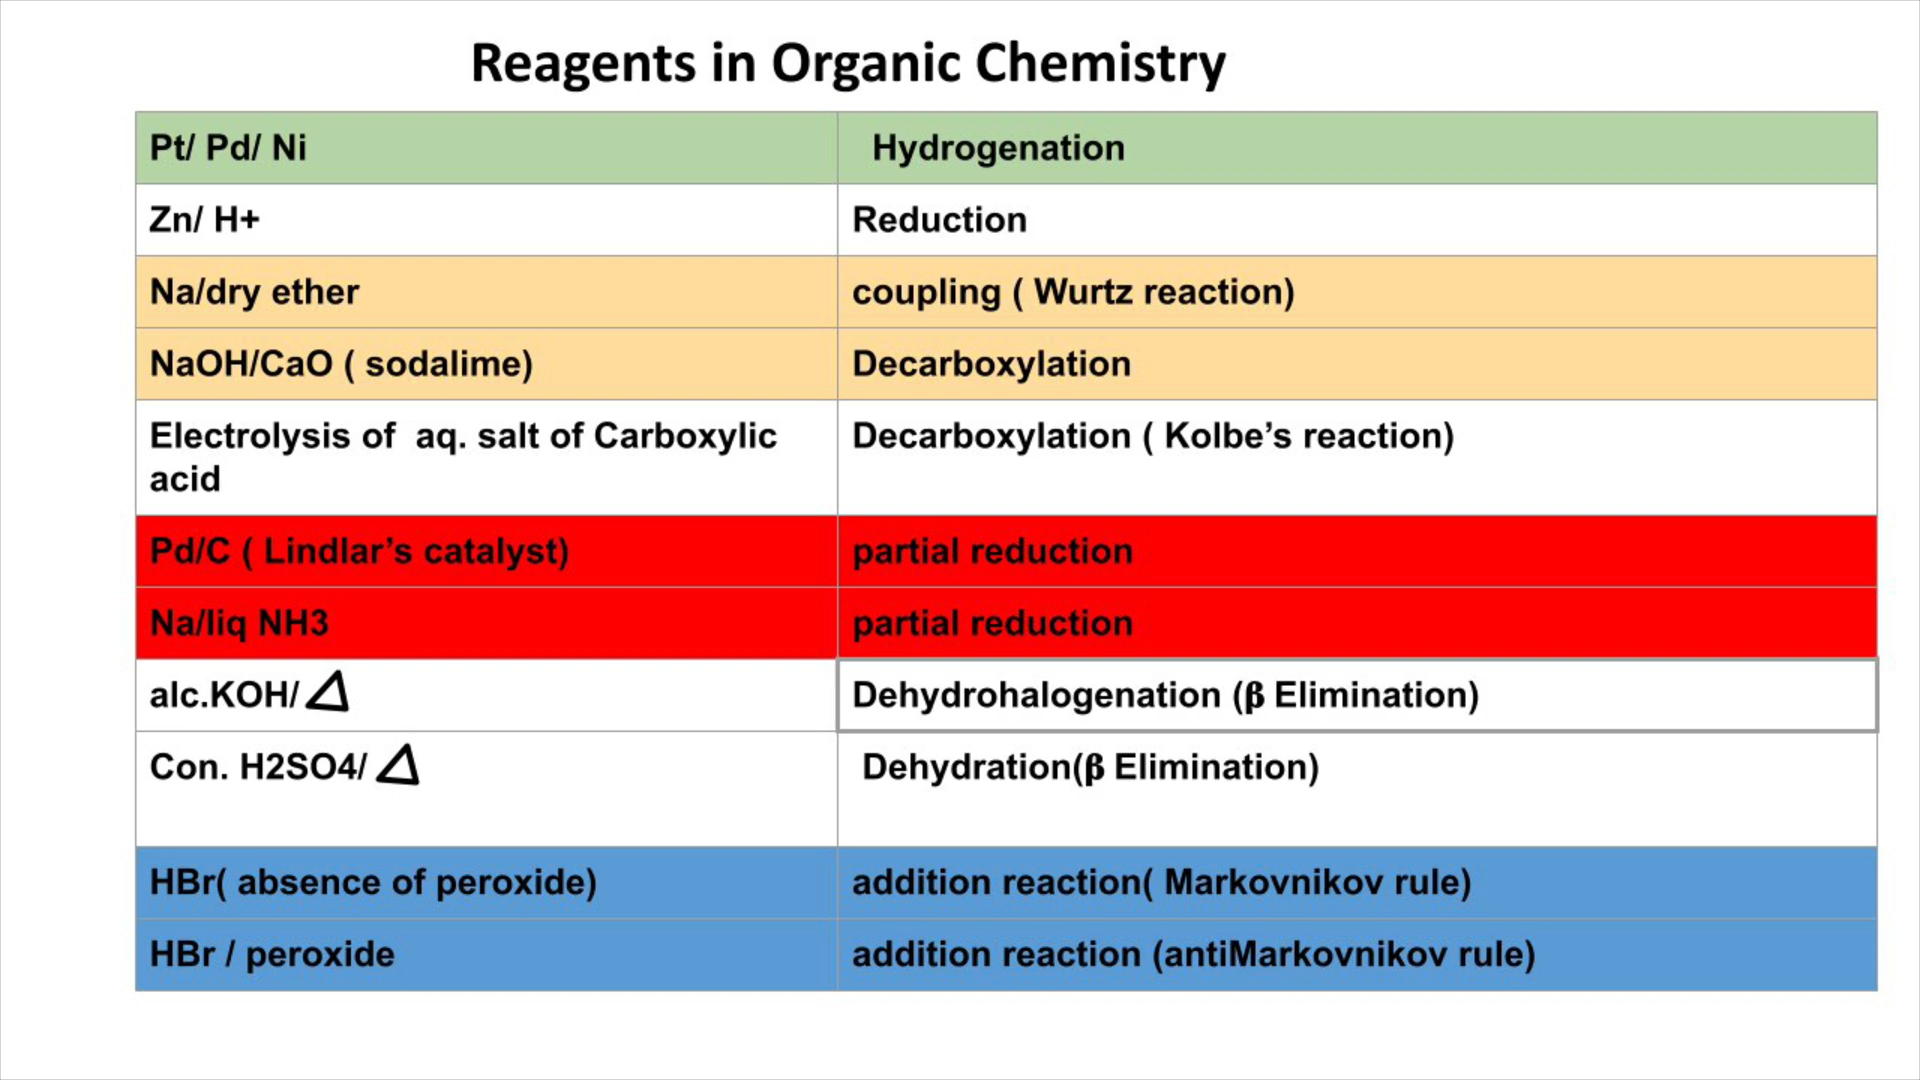 Reagents in Organic Chemistry
Pt/ Pd/ Ni
Hydrogenation
Zn/ H+
Reduction
Na/dry ether
coupling ( Wurtz reaction)
NaOH/CaO ( sodalime)
Decarboxylation
Electrolysis of  aq. salt of Carboxylic
acid
Decarboxylation ( Kolbe’s reaction)
Pd/C ( Lindlar’s catalyst)
partial reduction
Na/liq NH3
partial reduction
alc.KOH/ △
Dehydrohalogenation (β Elimination)
Con. H2SO4/ △
Dehydration(β Elimination)
HBr( absence of peroxide)
addition reaction( Markovnikov rule)
HBr / peroxide
addition reaction (antiMarkovnikov rule)